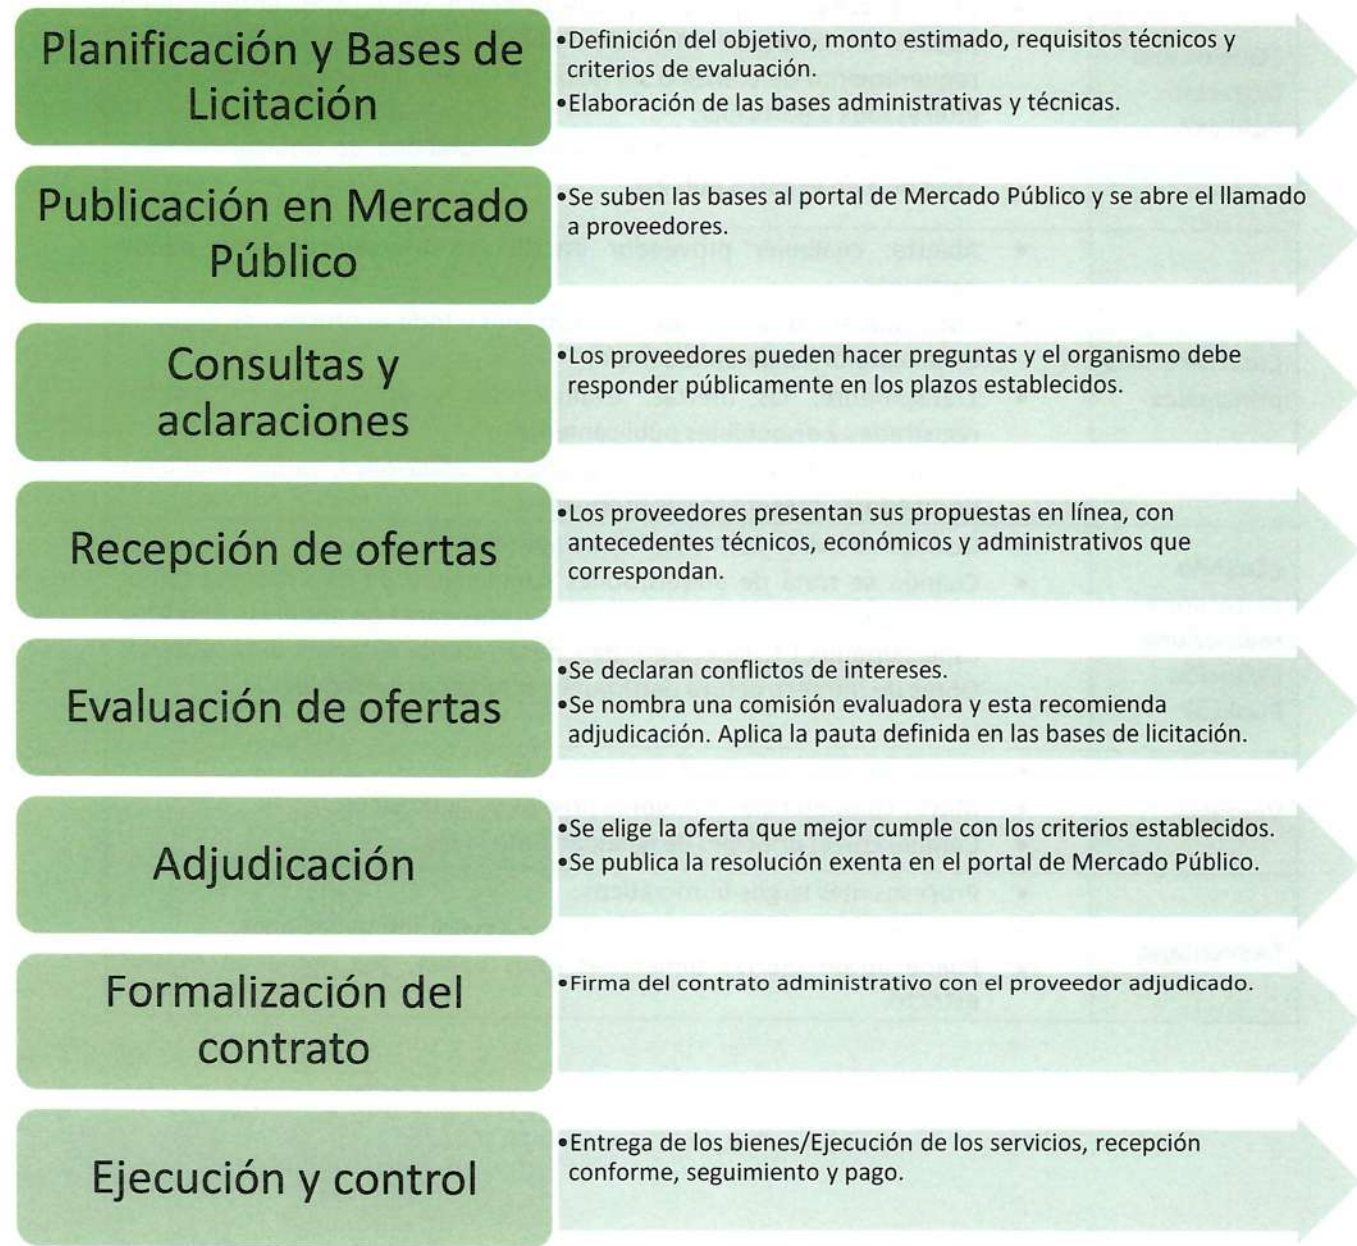 Planificación y Bases de
Licitación
•Definición del objetivo, monto estimado, requisitos técnicos y
criterios de evaluación.
•Elaboración de las bases administrativas y técnicas.
Publicación en Mercado
Público
•Se suben las bases al portal de Mercado Público y se abre el llamado
a proveedores.
Consultas y
aclaraciones
•Los proveedores pueden hacer preguntas y el organismo debe
responder públicamente en los plazos establecidos.
Recepción de ofertas
•Los proveedores presentan sus propuestas en línea, con
antecedentes técnicos, económicos y administrativos que
correspondan.
Evaluación de ofertas
•Se declaran conflictos de intereses.
•Se nombra una comisión evaluadora y esta recomienda
adjudicación. Aplica la pauta definida en las bases de licitación.
Adjudicación
•Se elige la oferta que mejor cumple con los criterios establecidos.
•Se publica la resolución exenta en el portal de Mercado Público.
Formalización del
contrato
•Firma del contrato administrativo con el proveedor adjudicado.
Ejecución y control
•Entrega de los bienes/Ejecución de los servicios, recepción
conforme, seguimiento y pago.